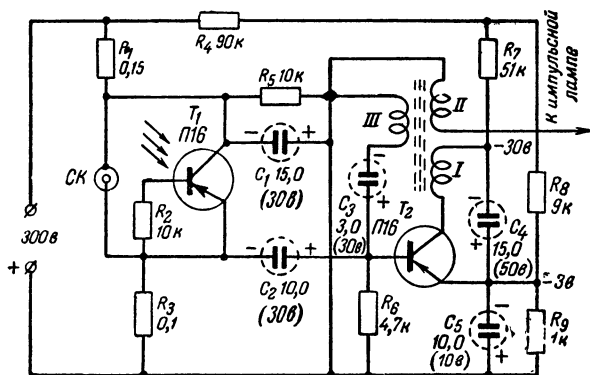 R₁
0,15
R₄ 90к
R₅ 10к
R₇
51к
К импульсной
лампе
T₁
П16
III
II
I
СК
C₁ 15,0
(30в)
R₂
10к
C₃
3,0
(30в)
T₂
П16
-30в
R₈
9к
C₄
15,0
(50в)
300в
+
C₂ 10,0
(30в)
R₃
0,1
R₆
4,7к
-3в
C₅
10,0
(10в)
R₉
1к